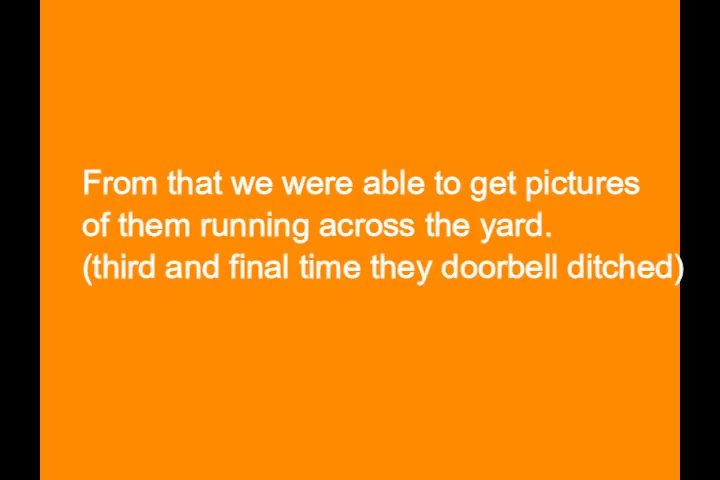 From that we were able to get pictures
of them running across the yard.
(third and final time they doorbell ditched)